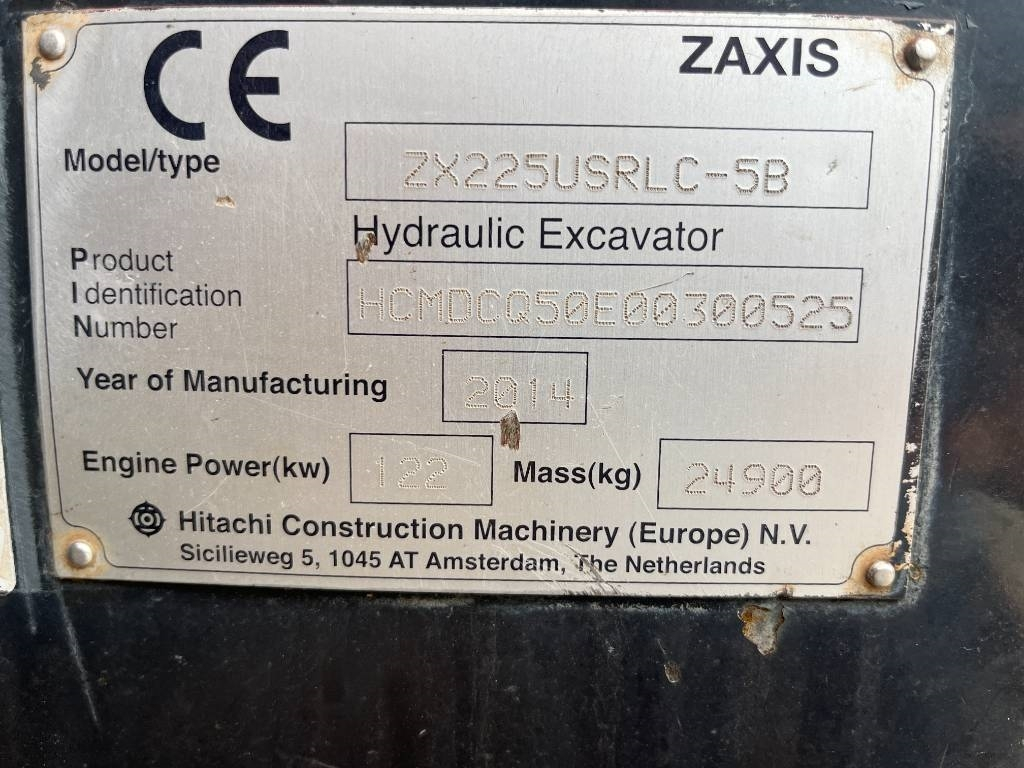 CE
ZAXIS
Model/type ZX225USRLC-5B
Hydraulic Excavator
Product
Identification
Number
HCMDCQ50E00300525
Year of Manufacturing 2014
Engine Power(kw) 122 Mass(kg) 24900
Hitachi Construction Machinery (Europe) N.V.
Sicilieweg 5, 1045 AT Amsterdam, The Netherlands